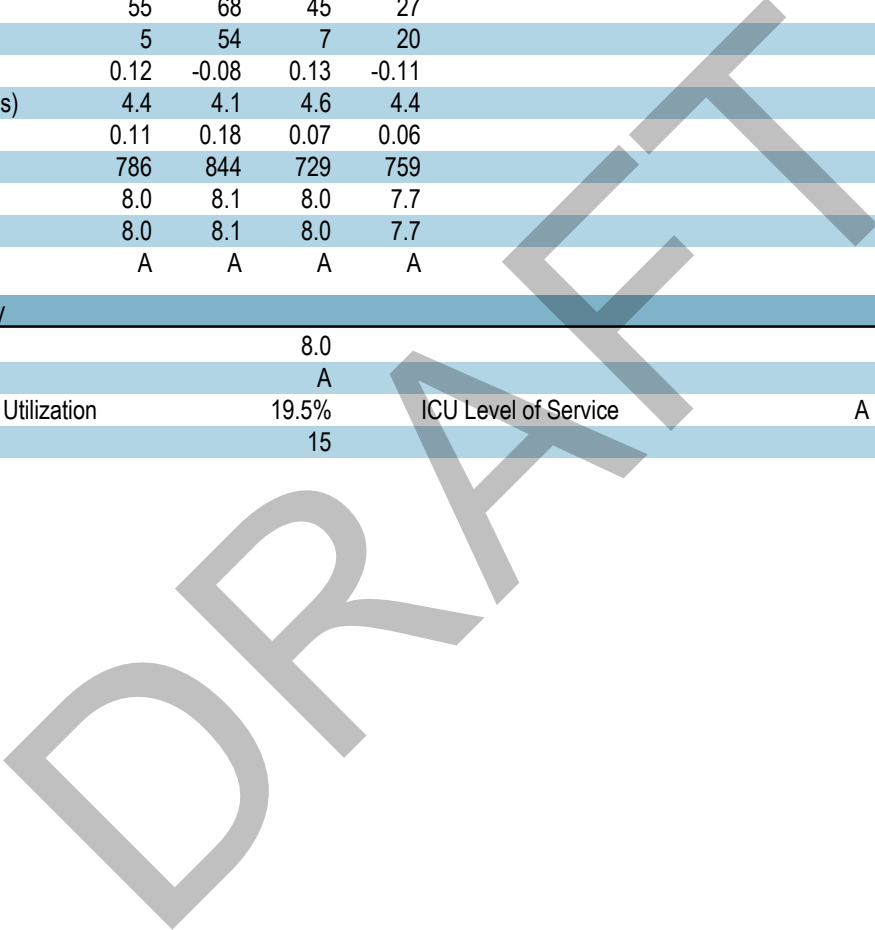 55 68 45 27
5 54 7 20
0.12 -0.08 0.13 -0.11
s) 4.4 4.1 4.6 4.4
0.11 0.18 0.07 0.06
786 844 729 759
8.0 8.1 8.0 7.7
8.0 8.1 8.0 7.7
A A A A
y
8.0
A
Utilization 19.5% ICU Level of Service A
15
DRAFT